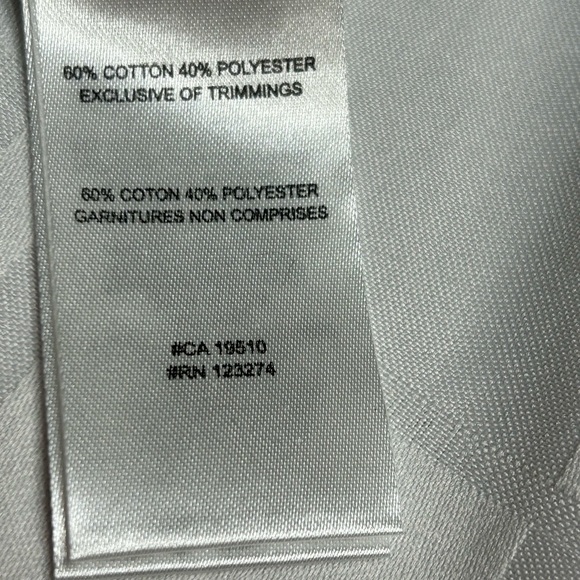 60% COTTON 40% POLYESTER
EXCLUSIVE OF TRIMMINGS
60% COTON 40% POLYESTER
GARNITURES NON COMPRISES
#CA 19510
#RN 123274